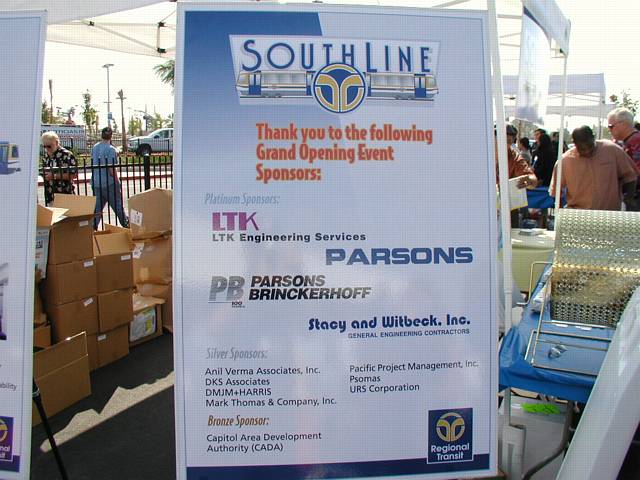 SOUTHLINE
Thank you to the following
Grand Opening Event
Sponsors:
Platinum Sponsors:
LTK
LTK Engineering Services
PARSONS
PB PARSONS
BRINCKERHOFF
100
Stacy and Witbeck, Inc.
GENERAL ENGINEERING CONTRACTORS
Silver Sponsors:
Anil Verma Associates, Inc.
DKS Associates
DMJM+HARRIS
Mark Thomas & Company, Inc.
Pacific Project Management, Inc.
Psomas
URS Corporation
Bronze Sponsor:
Capitol Area Development
Authority (CADA)
Regional
Transit